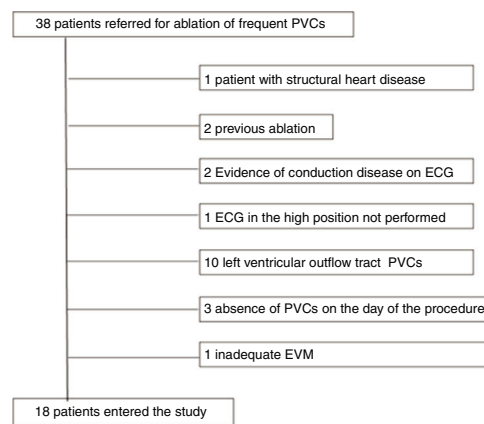 38 patients referred for ablation of frequent PVCs
1 patient with structural heart disease
2 previous ablation
2 Evidence of conduction disease on ECG
1 ECG in the high position not performed
10 left ventricular outflow tract PVCs
3 absence of PVCs on the day of the procedure
1 inadequate EVM
18 patients entered the study